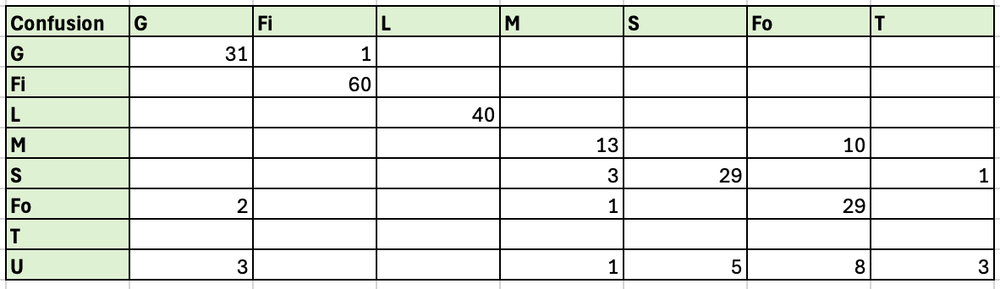 Confusion G Fi L M S Fo T
G 31 1
Fi 60
L 40
M 13 10
S 3 29 1
Fo 2 1 29
T
U 3 1 5 8 3